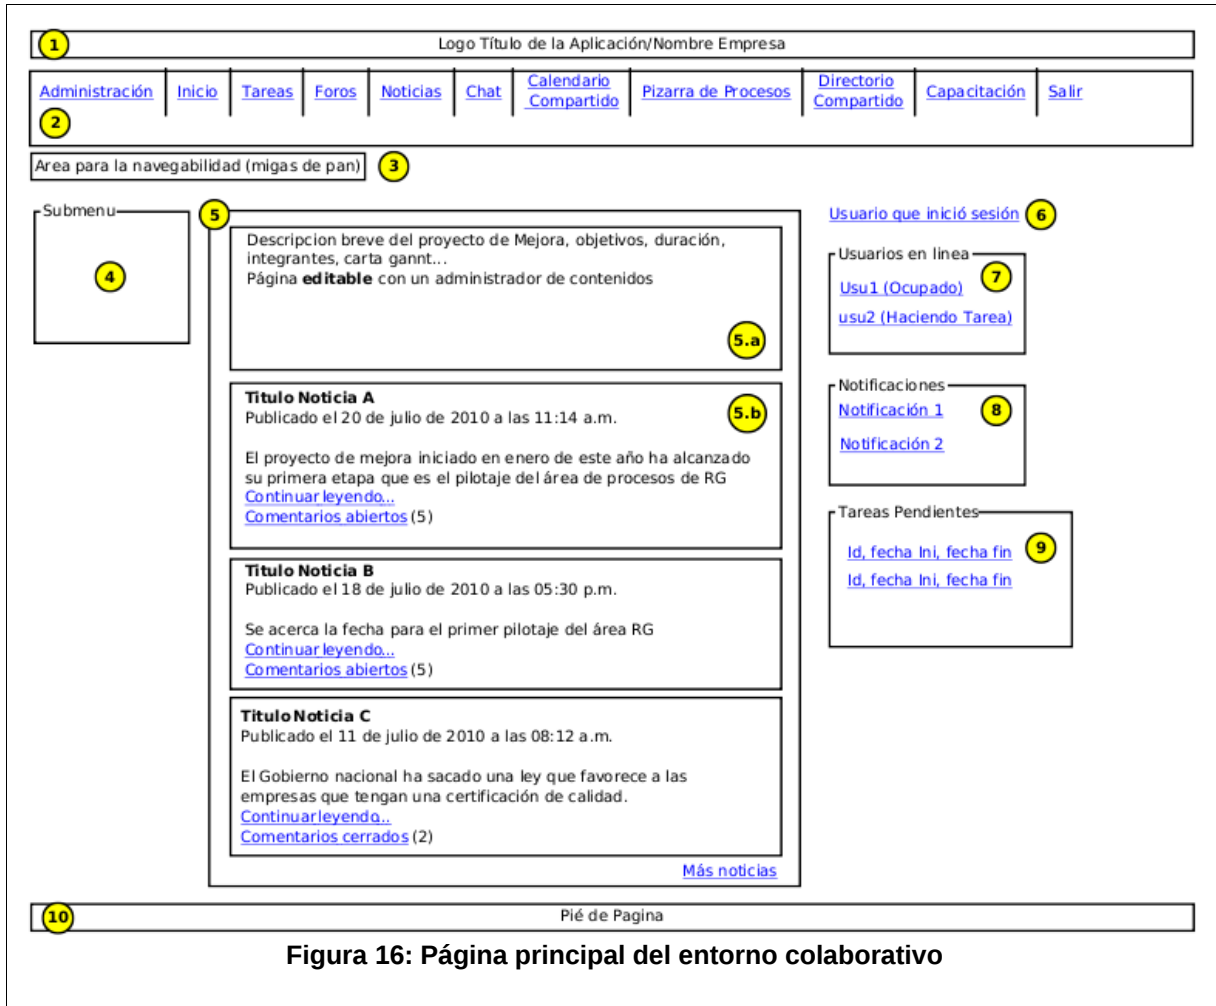 1 Logo Título de la Aplicación/Nombre Empresa
Administración Inicio Tareas Foros Noticias Chat Calendario Compartido Pizarra de Procesos Directorio Compartido Capacitación Salir
2
Area para la navegabilidad (migas de pan) 3
Submenu
4
5
Descripcion breve del proyecto de Mejora, objetivos, duración,
integrantes, carta gannt...
Página editable con un administrador de contenidos
5.a
Titulo Noticia A
5.b
Publicado el 20 de julio de 2010 a las 11:14 a.m.
El proyecto de mejora iniciado en enero de este año ha alcanzado
su primera etapa que es el pilotaje del área de procesos de RG
Continuar leyendo...
Comentarios abiertos (5)
Titulo Noticia B
Publicado el 18 de julio de 2010 a las 05:30 p.m.
Se acerca la fecha para el primer pilotaje del área RG
Continuar leyendo...
Comentarios abiertos (5)
Titulo Noticia C
Publicado el 11 de julio de 2010 a las 08:12 a.m.
El Gobierno nacional ha sacado una ley que favorece a las
empresas que tengan una certificación de calidad.
Continuar leyendo...
Comentarios cerrados (2)
Más noticias
Usuario que inició sesión 6
Usuarios en linea
7
Usu1 (Ocupado)
usu2 (Haciendo Tarea)
Notificaciones
Notificación 1 8
Notificación 2
Tareas Pendientes
Id, fecha Ini, fecha fin 9
Id, fecha Ini, fecha fin
10 Pié de Pagina
Figura 16: Página principal del entorno colaborativo